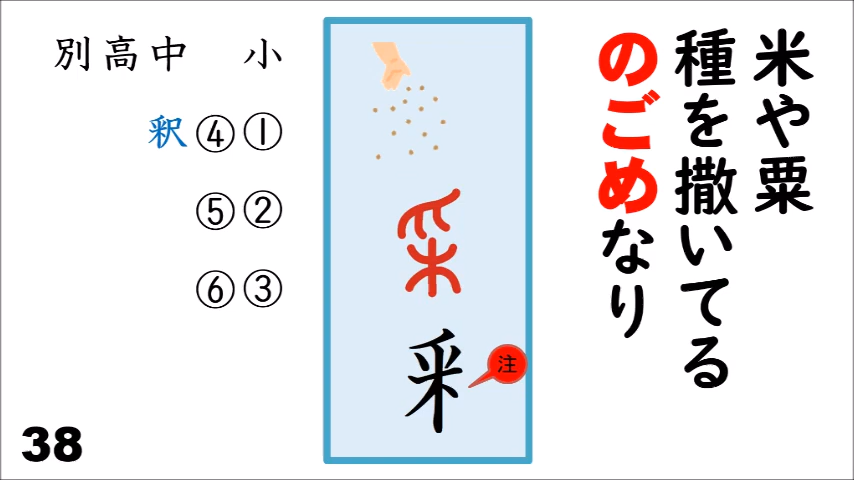 米や粟
種を撒いてる
のごめなり
釆
注
別高中 小
釈④①
⑤②
⑥③
38